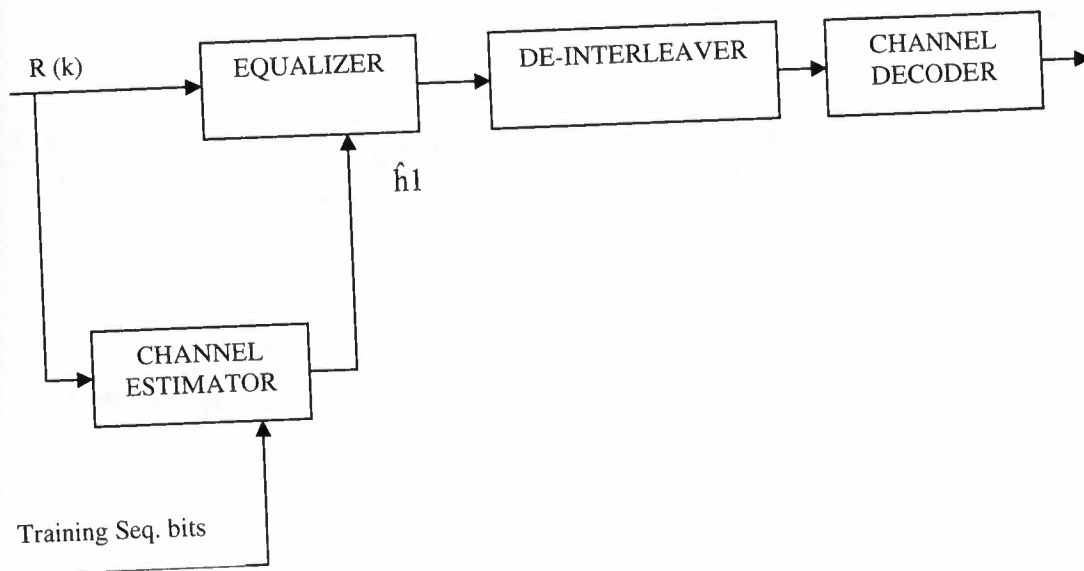 R (k)
EQUALIZER
DE-INTERLEAVER
CHANNEL
DECODER
ĥ1
CHANNEL
ESTIMATOR
Training Seq. bits